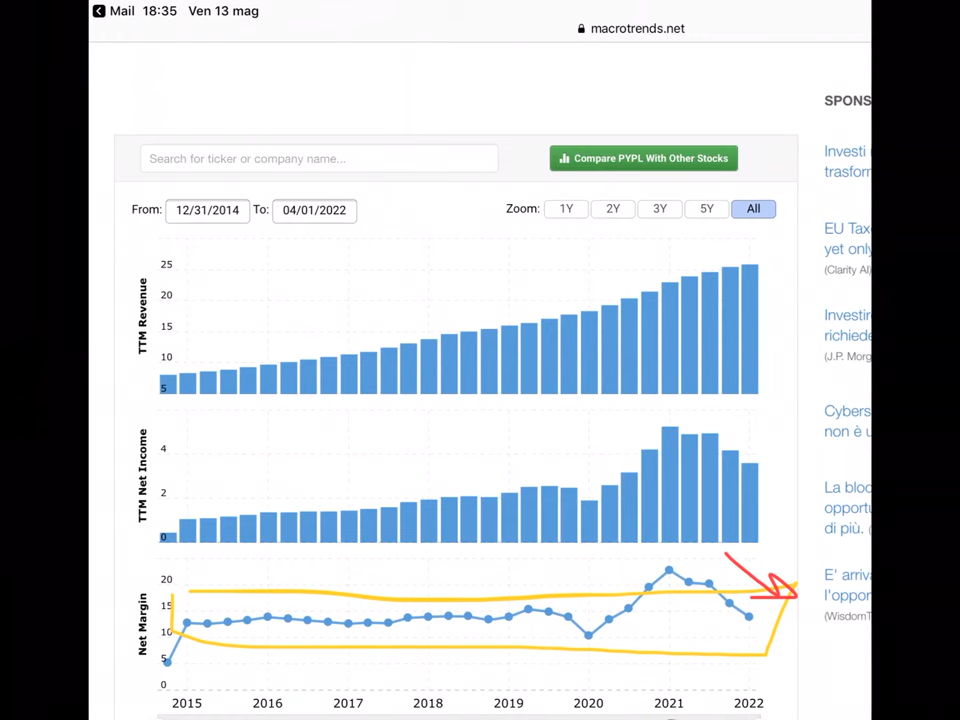 Mail 18:35 Ven 13 mag
macrotrends.net
SPONS
Search for ticker or company name...
Compare PYPL With Other Stocks
Investi
trasforn
From: 12/31/2014 To: 04/01/2022
Zoom: 1Y 2Y 3Y 5Y All
EU Tax
yet only
(Clarity AI)
25
20
15
10
5
TTM Revenue
Investire
richiede
(J.P. Morg
4
2
0
TTM Net Income
Cybers
non è u
La bloc
opportu
di più.
20
15
10
5
0
Net Margin
E' arriva
l'oppor
(WisdomT
2015 2016 2017 2018 2019 2020 2021 2022